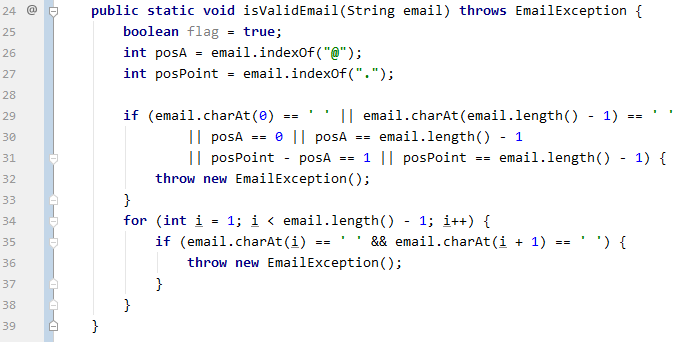 24 @ public static void isValidEmail(String email) throws EmailException {
25 boolean flag = true;
26 int posA = email.indexOf("@");
27 int posPoint = email.indexOf(".");
28
29 if (email.charAt(0) == ' ' || email.charAt(email.length() - 1) == ' '
30 || posA == 0 || posA == email.length() - 1
31 || posPoint - posA == 1 || posPoint == email.length() - 1) {
32 throw new EmailException();
33 }
34 for (int i = 1; i < email.length() - 1; i++) {
35 if (email.charAt(i) == ' ' && email.charAt(i + 1) == ' ') {
36 throw new EmailException();
37 }
38 }
39 }